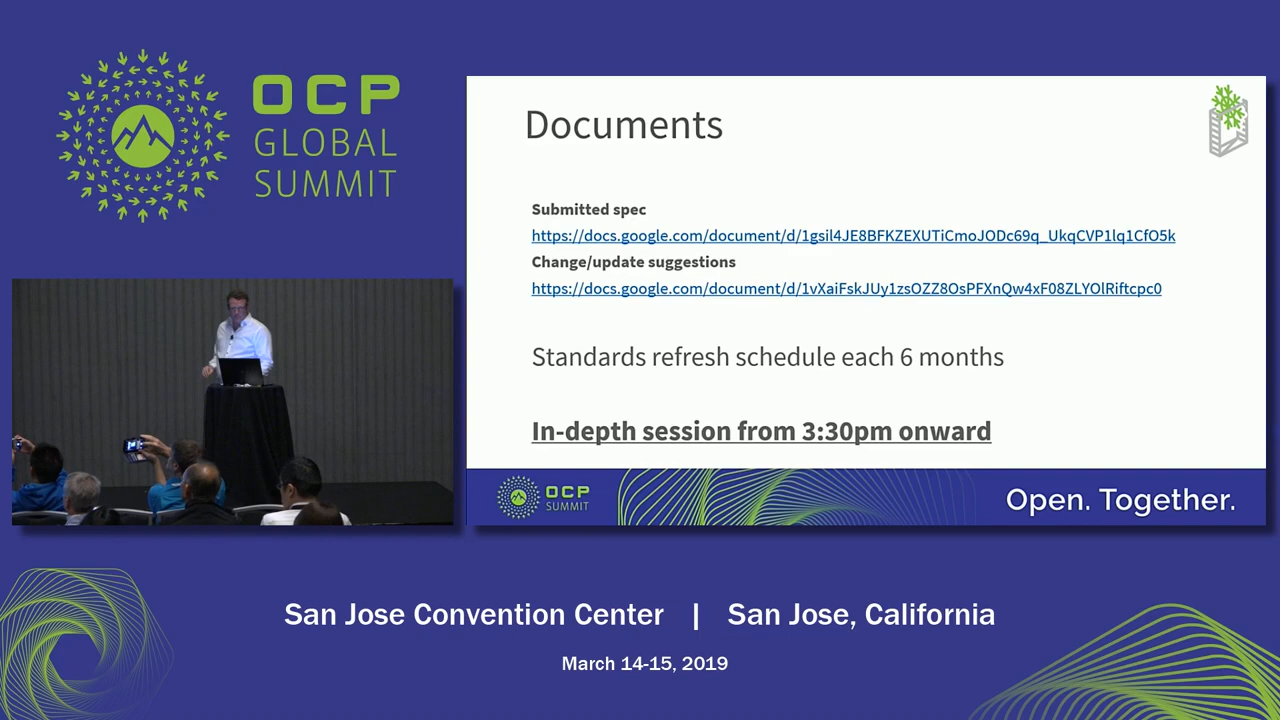 OCP
GLOBAL
SUMMIT
Documents
Submitted spec
https://docs.google.com/document/d/1gsil4JE8BFKZEXUTiCmoJODc69q_UkqCVP1lq1CfO5k
Change/update suggestions
https://docs.google.com/document/d/1vXaiFskJUy1zsOZZ8OsPFXnQw4xF08ZLYOlRiftcpc0
Standards refresh schedule each 6 months
In-depth session from 3:30pm onward
OCP
SUMMIT
Open. Together.
San Jose Convention Center | San Jose, California
March 14-15, 2019